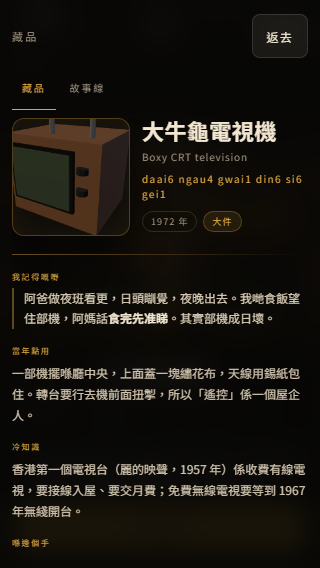 藏品
返去
藏品
故事線
大牛龜電視機
Boxy CRT television
daai6 ngau4 gwai1 din6 si6
gei1
1972 年
大件
我記得嘅嘢
阿爸做夜班看更，日頭瞓覺，夜晚出去。我哋食飯望
住部機，阿媽話食完先准睇。其實部機成日壞。
當年點用
一部機擺喺廳中央，上面蓋一塊繡花布，天線用錫紙包
住。轉台要行去機前面扭掣，所以「遙控」係一個屋企
人。
冷知識
香港第一個電視台（麗的映聲，1957 年）係收費有線電
視，要接線入屋、要交月費；免費無線電視要等到 1967
年無綫開台。
喺邊個手